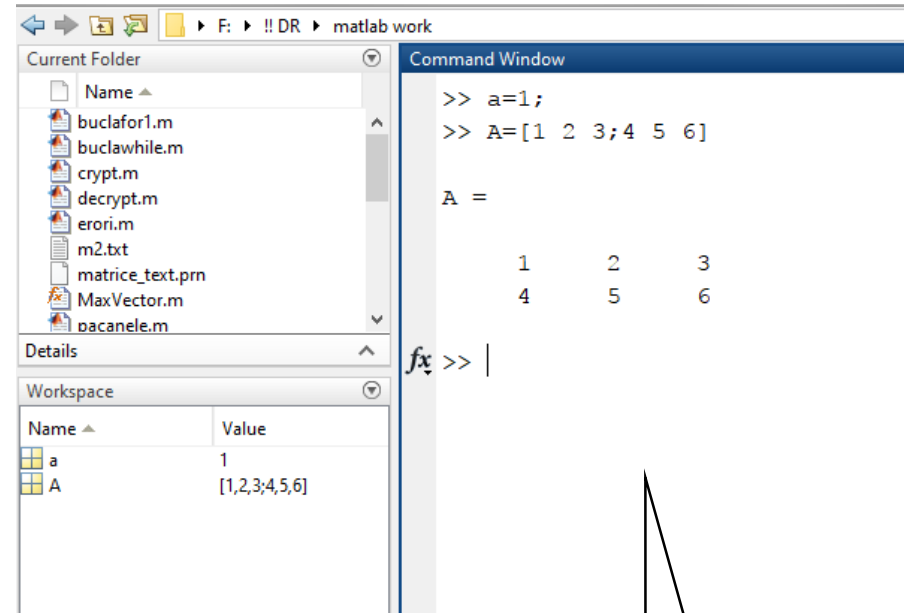 F: !! DR matlab work
Current Folder
Name
buclafor1.m
buclawhile.m
crypt.m
decrypt.m
erori.m
m2.txt
matrice_text.prn
MaxVector.m
pacanele.m
Details
Workspace
Name Value
a 1
A [1,2,3;4,5,6]
Command Window
>> a=1;
>> A=[1 2 3;4 5 6]
A =
1 2 3
4 5 6
fx >>